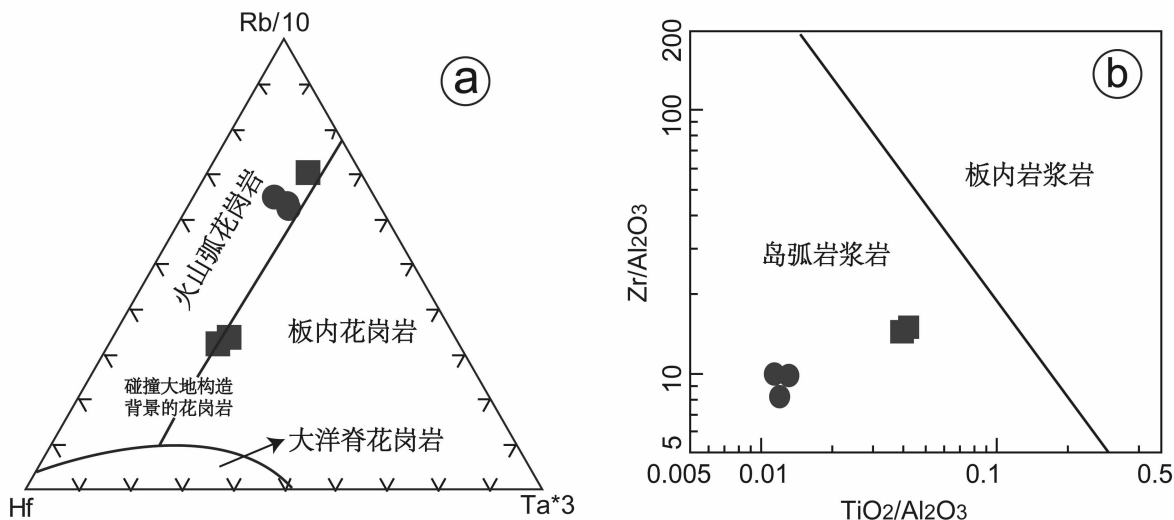 Rb/10
a
火山弧花岗岩
板内花岗岩
碰撞大地构造
背景的花岗岩
大洋脊花岗岩
Hf
Ta*3
b
200
100
10
5
Zr/Al2O3
板内岩浆岩
岛弧岩浆岩
0.005
0.01
0.1
0.5
TiO2/Al2O3